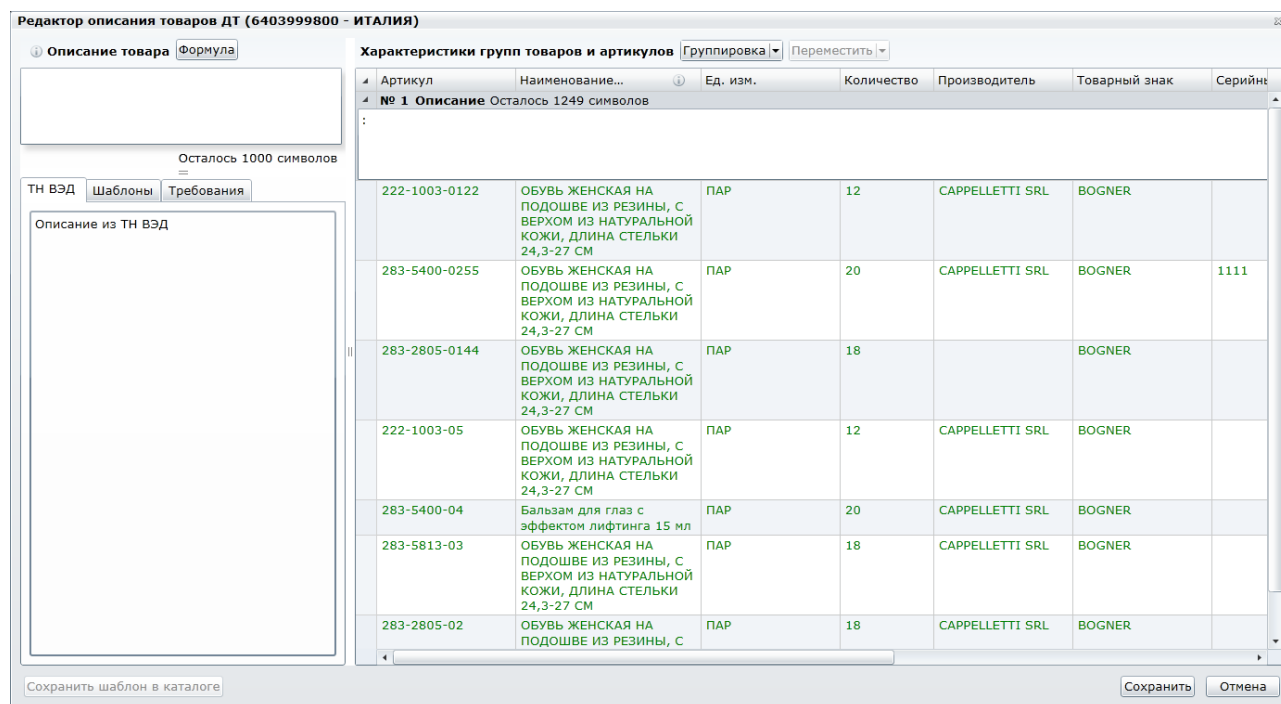 Редактор описания товаров ДТ (6403999800 - ИТАЛИЯ)
Описание товара Формула
Осталось 1000 символов
ТН ВЭД Шаблоны Требования
Описание из ТН ВЭД
Характеристики групп товаров и артикулов Группировка Переместить
Артикул Наименование... Ед. изм. Количество Производитель Товарный знак Серийн
№ 1 Описание Осталось 1249 символов
:
222-1003-0122 ОБУВЬ ЖЕНСКАЯ НА ПАР 12 CAPPELLETTI SRL BOGNER
ПОДОШВЕ ИЗ РЕЗИНЫ, С
ВЕРХОМ ИЗ НАТУРАЛЬНОЙ
КОЖИ, ДЛИНА СТЕЛЬКИ
24,3-27 СМ
283-5400-0255 ОБУВЬ ЖЕНСКАЯ НА ПАР 20 CAPPELLETTI SRL BOGNER 1111
ПОДОШВЕ ИЗ РЕЗИНЫ, С
ВЕРХОМ ИЗ НАТУРАЛЬНОЙ
КОЖИ, ДЛИНА СТЕЛЬКИ
24,3-27 СМ
283-2805-0144 ОБУВЬ ЖЕНСКАЯ НА ПАР 18 BOGNER
ПОДОШВЕ ИЗ РЕЗИНЫ, С
ВЕРХОМ ИЗ НАТУРАЛЬНОЙ
КОЖИ, ДЛИНА СТЕЛЬКИ
24,3-27 СМ
222-1003-05 ОБУВЬ ЖЕНСКАЯ НА ПАР 12 CAPPELLETTI SRL BOGNER
ПОДОШВЕ ИЗ РЕЗИНЫ, С
ВЕРХОМ ИЗ НАТУРАЛЬНОЙ
КОЖИ, ДЛИНА СТЕЛЬКИ
24,3-27 СМ
283-5400-04 Бальзам для глаз с ПАР 20 CAPPELLETTI SRL BOGNER
эффектом лифтинга 15 мл
283-5813-03 ОБУВЬ ЖЕНСКАЯ НА ПАР 18 CAPPELLETTI SRL BOGNER
ПОДОШВЕ ИЗ РЕЗИНЫ, С
ВЕРХОМ ИЗ НАТУРАЛЬНОЙ
КОЖИ, ДЛИНА СТЕЛЬКИ
24,3-27 СМ
283-2805-02 ОБУВЬ ЖЕНСКАЯ НА ПАР 18 CAPPELLETTI SRL BOGNER
ПОДОШВЕ ИЗ РЕЗИНЫ, С
Сохранить шаблон в каталоге Сохранить Отмена